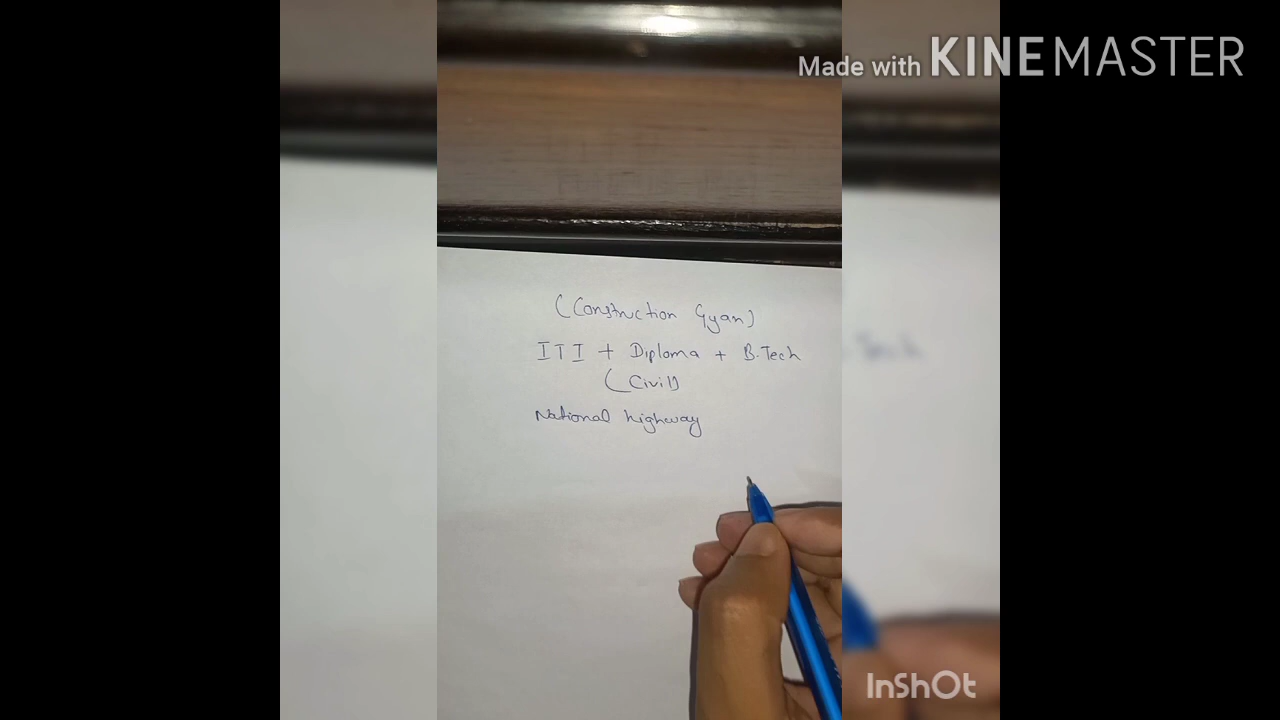 Made with KINEMASTER
(Construction Gyan)
ITI + Diploma + B.Tech
(Civil)
National highway
InShOt